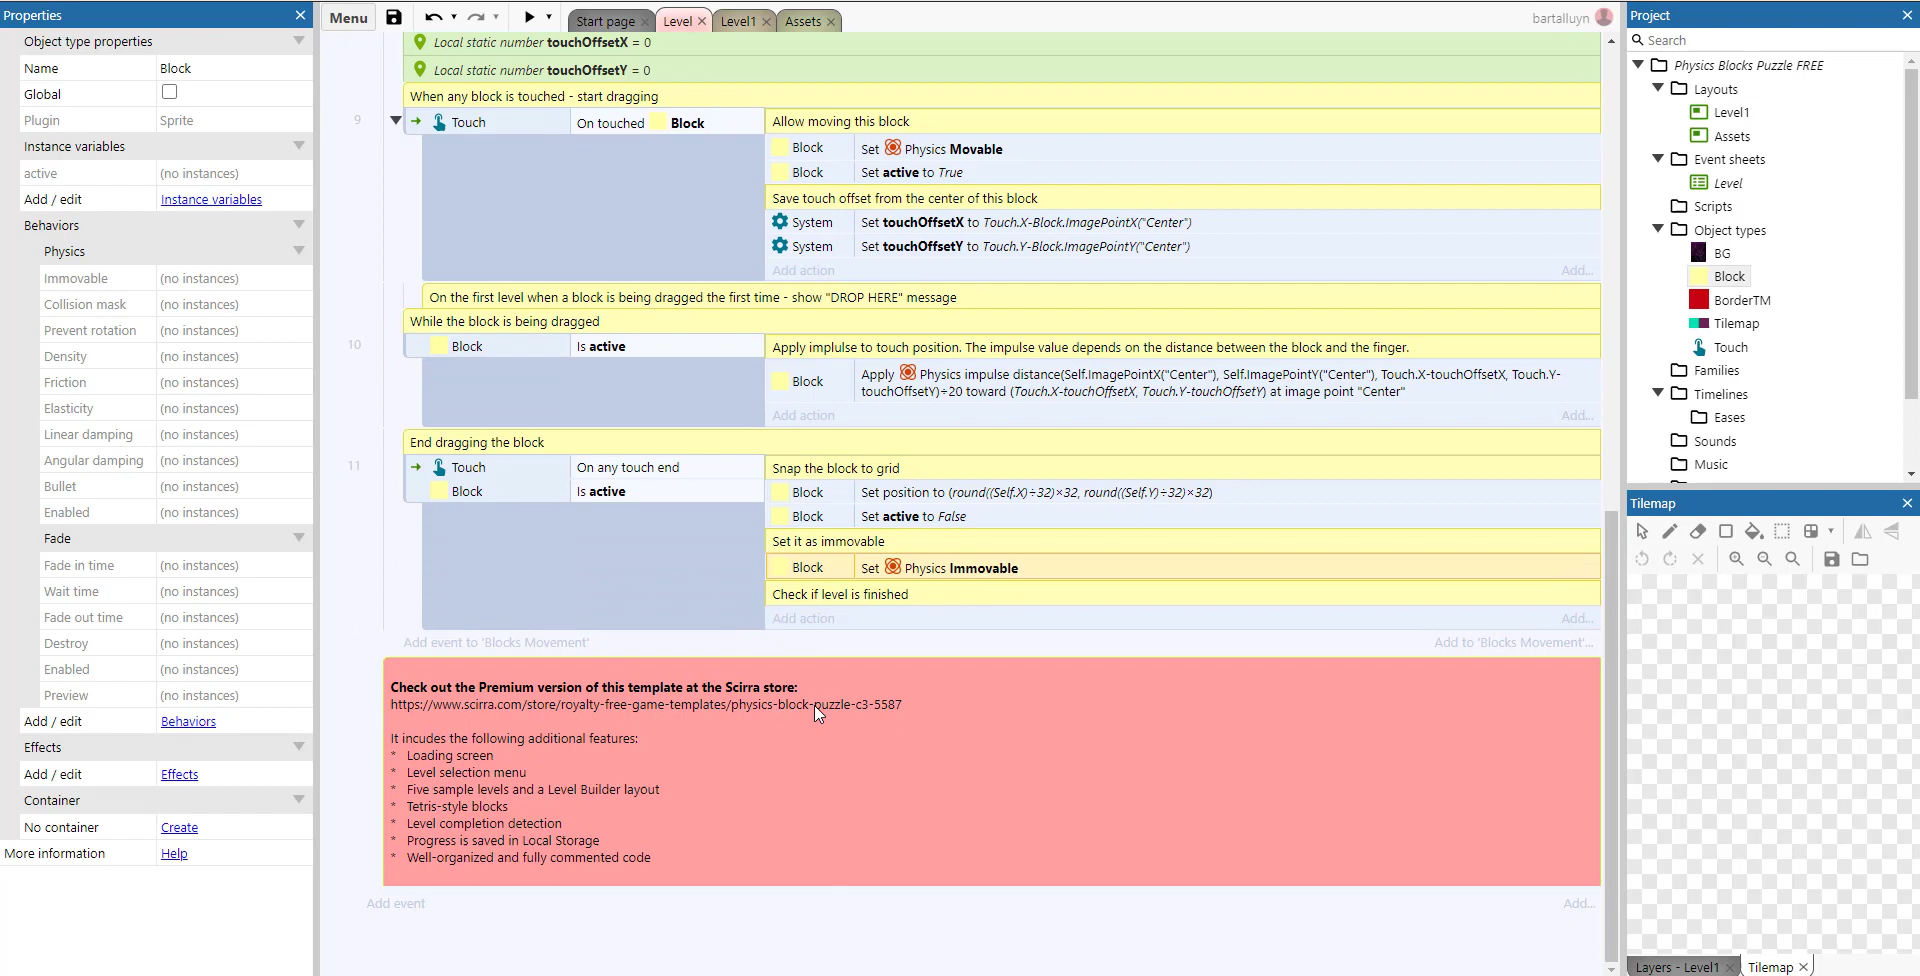 Properties
Object type properties
Name Block
Global
Plugin Sprite
Instance variables
active (no instances)
Add / edit Instance variables
Behaviors
Physics
Immovable (no instances)
Collision mask (no instances)
Prevent rotation (no instances)
Density (no instances)
Friction (no instances)
Elasticity (no instances)
Linear damping (no instances)
Angular damping (no instances)
Bullet (no instances)
Enabled (no instances)
Fade
Fade in time (no instances)
Wait time (no instances)
Fade out time (no instances)
Destroy (no instances)
Enabled (no instances)
Preview (no instances)
Add / edit Behaviors
Effects
Add / edit Effects
Container
No container Create
More information Help
Menu
Start page Level Level1 Assets
bartalluyn
Local static number touchOffsetX = 0
Local static number touchOffsetY = 0
When any block is touched - start dragging
9 Touch On touched Block
Allow moving this block
Block Set Physics Movable
Block Set active to True
Save touch offset from the center of this block
System Set touchOffsetX to Touch.X-Block.ImagePointX("Center")
System Set touchOffsetY to Touch.Y-Block.ImagePointY("Center")
Add action Add...
On the first level when a block is being dragged the first time - show "DROP HERE" message
While the block is being dragged
10 Block Is active
Apply implulse to touch position. The impulse value depends on the distance between the block and the finger.
Block Apply Physics impulse distance(Self.ImagePointX("Center"), Self.ImagePointY("Center"), Touch.X-touchOffsetX, Touch.Y-
touchOffsetY)÷20 toward (Touch.X-touchOffsetX, Touch.Y-touchOffsetY) at image point "Center"
Add action Add...
End dragging the block
11 Touch On any touch end
Block Is active
Snap the block to grid
Block Set position to (round((Self.X)÷32)×32, round((Self.Y)÷32)×32)
Block Set active to False
Set it as immovable
Block Set Physics Immovable
Check if level is finished
Add action Add...
Add event to 'Blocks Movement' Add to 'Blocks Movement'...
Check out the Premium version of this template at the Scirra store:
https://www.scirra.com/store/royalty-free-game-templates/physics-block-puzzle-c3-5587
It incudes the following additional features:
* Loading screen
* Level selection menu
* Five sample levels and a Level Builder layout
* Tetris-style blocks
* Level completion detection
* Progress is saved in Local Storage
* Well-organized and fully commented code
Add event Add...
Project
Search
Physics Blocks Puzzle FREE
Layouts
Level1
Assets
Event sheets
Level
Scripts
Object types
BG
Block
BorderTM
Tilemap
Touch
Families
Timelines
Eases
Sounds
Music
Tilemap
Layers - Level1 Tilemap